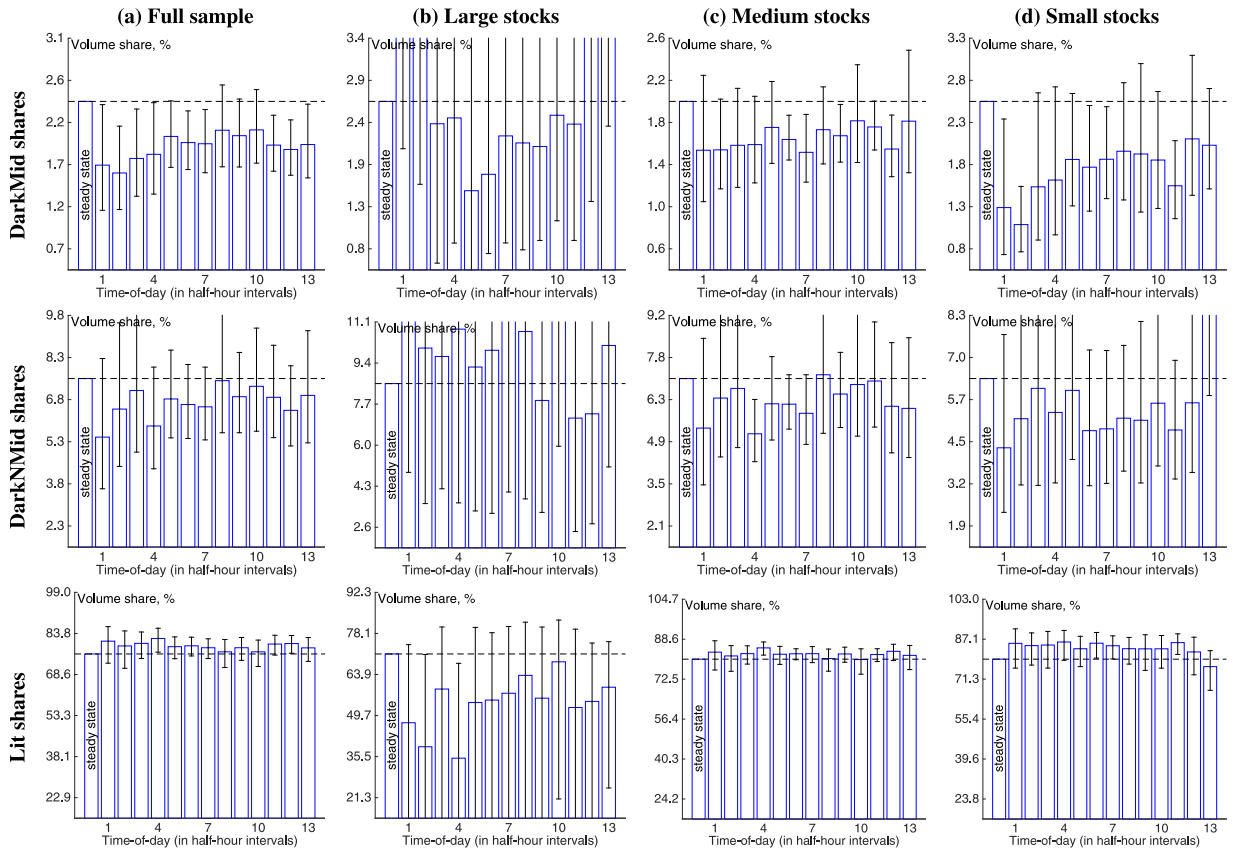 (a) Full sample (b) Large stocks (c) Medium stocks (d) Small stocks
DarkMid shares
3.1
2.6
2.2
1.7
1.2
0.7
Volume share, %
steady state
1 4 7 10 13
Time-of-day (in half-hour intervals)
3.4
2.9
2.4
1.9
1.3
0.8
Volume share, %
steady state
1 4 7 10 13
Time-of-day (in half-hour intervals)
2.6
2.2
1.8
1.4
1.0
0.6
Volume share, %
steady state
1 4 7 10 13
Time-of-day (in half-hour intervals)
3.3
2.8
2.3
1.8
1.3
0.8
Volume share, %
steady state
1 4 7 10 13
Time-of-day (in half-hour intervals)
DarkNMid shares
9.8
8.3
6.8
5.3
3.8
2.3
Volume share, %
steady state
1 4 7 10 13
Time-of-day (in half-hour intervals)
11.1
9.4
7.7
6.0
4.3
2.6
Volume share, %
steady state
1 4 7 10 13
Time-of-day (in half-hour intervals)
9.2
7.8
6.3
4.9
3.5
2.1
Volume share, %
steady state
1 4 7 10 13
Time-of-day (in half-hour intervals)
8.3
7.0
5.7
4.5
3.2
1.9
Volume share, %
steady state
1 4 7 10 13
Time-of-day (in half-hour intervals)
Lit shares
99.0
83.8
68.6
53.3
38.1
22.9
Volume share, %
steady state
1 4 7 10 13
Time-of-day (in half-hour intervals)
92.3
78.1
63.9
49.7
35.5
21.3
Volume share, %
steady state
1 4 7 10 13
Time-of-day (in half-hour intervals)
104.7
88.6
72.5
56.4
40.3
24.2
Volume share, %
steady state
1 4 7 10 13
Time-of-day (in half-hour intervals)
103.0
87.1
71.3
55.4
39.6
23.8
Volume share, %
steady state
1 4 7 10 13
Time-of-day (in half-hour intervals)